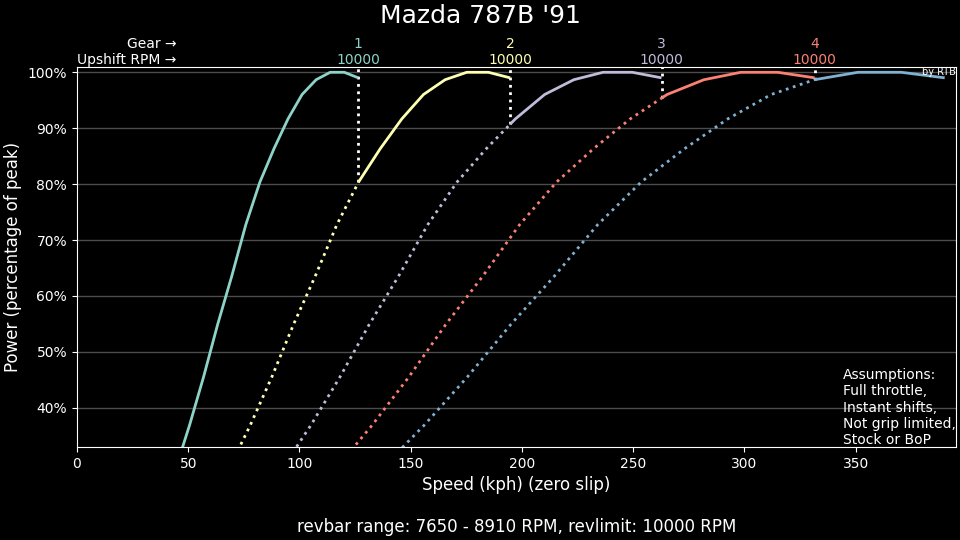 Mazda 787B '91
Gear → 1 2 3 4
Upshift RPM → 10000 10000 10000 10000
by RTB
100%
90%
80%
70%
60%
50%
40%
Power (percentage of peak)
Assumptions:
Full throttle,
Instant shifts,
Not grip limited,
Stock or BoP
0 50 100 150 200 250 300 350
Speed (kph) (zero slip)
revbar range: 7650 - 8910 RPM, revlimit: 10000 RPM